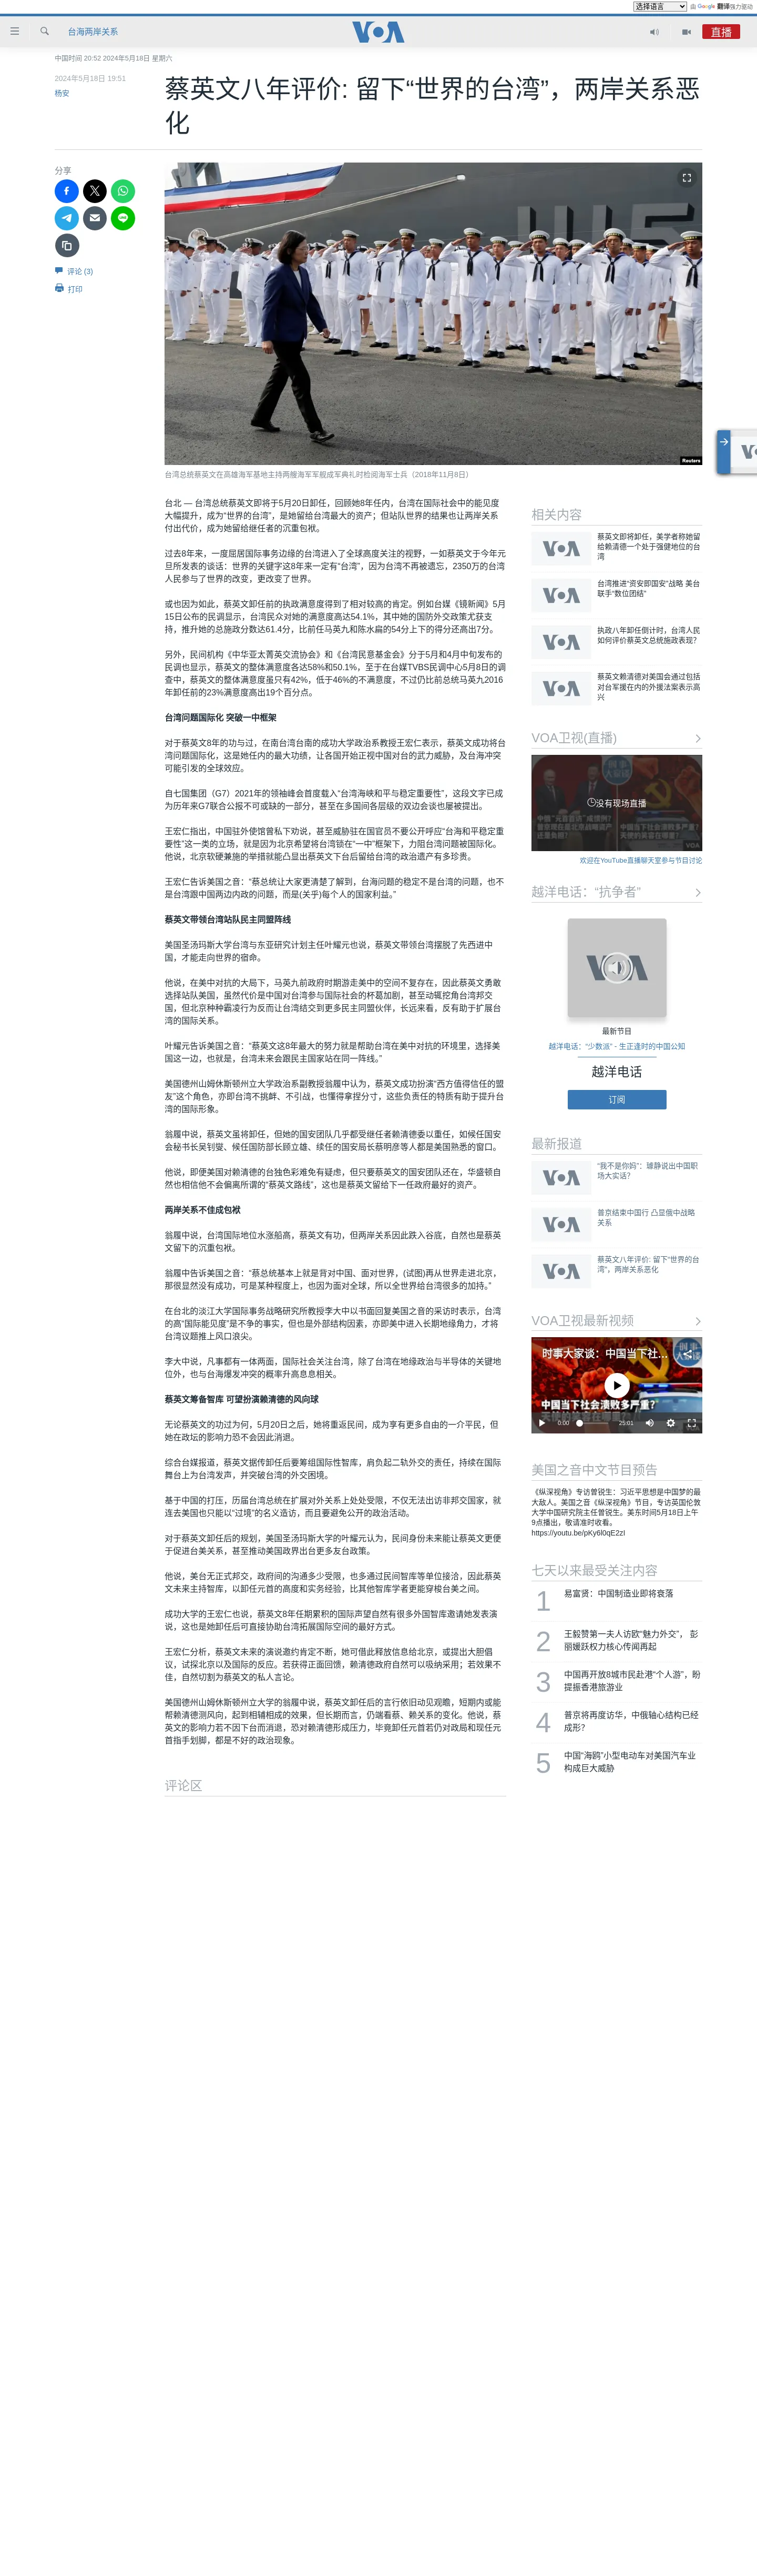 选择语言
由 Google 翻译强力驱动
台海两岸关系
VOA
直播
中国时间 20:52 2024年5月18日 星期六
2024年5月18日 19:51
杨安
蔡英文八年评价: 留下“世界的台湾”，两岸关系恶
化
分享
评论 (3)
打印
Reuters
台湾总统蔡英文在高雄海军基地主持两艘海军军舰成军典礼时检阅海军士兵（2018年11月8日）
台北 — 台湾总统蔡英文即将于5月20日卸任，回顾她8年任内，台湾在国际社会中的能见度
大幅提升，成为“世界的台湾”，是她留给台湾最大的资产；但站队世界的结果也让两岸关系
付出代价，成为她留给继任者的沉重包袱。
过去8年来，一度屈居国际事务边缘的台湾进入了全球高度关注的视野，一如蔡英文于今年元
旦所发表的谈话：世界的关键字这8年来一定有“台湾”，因为台湾不再被遗忘，2350万的台湾
人民参与了世界的改变，更改变了世界。
或也因为如此，蔡英文卸任前的执政满意度得到了相对较高的肯定。例如台媒《镜新闻》5月
15日公布的民调显示，台湾民众对她的满意度高达54.1%，其中她的国防外交政策尤获支
持，推升她的总施政分数达61.4分，比前任马英九和陈水扁的54分上下的得分还高出7分。
另外，民间机构《中华亚太菁英交流协会》和《台湾民意基金会》分于5月和4月中旬发布的
民调也显示，蔡英文的整体满意度各达58%和50.1%，至于在台媒TVBS民调中心5月8日的调
查中，蔡英文的整体满意度虽只有42%，低于46%的不满意度，不过仍比前总统马英九2016
年卸任前的23%满意度高出19个百分点。
台湾问题国际化 突破一中框架
对于蔡英文8年的功与过，在南台湾台南的成功大学政治系教授王宏仁表示，蔡英文成功将台
湾问题国际化，这是她任内的最大功绩，让各国开始正视中国对台的武力威胁，及台海冲突
可能引发的全球效应。
自七国集团（G7）2021年的领袖峰会首度载入“台湾海峡和平与稳定重要性”，这段文字已成
为历年来G7联合公报不可或缺的一部分，甚至在多国间各层级的双边会谈也屡被提出。
王宏仁指出，中国驻外使馆曾私下劝说，甚至威胁驻在国官员不要公开呼应“台海和平稳定重
要性”这一类的立场，就是因为北京希望将台湾锁在“一中”框架下，力阻台湾问题被国际化。
他说，北京软硬兼施的举措就能凸显出蔡英文下台后留给台湾的政治遗产有多珍贵。
王宏仁告诉美国之音：“蔡总统让大家更清楚了解到，台海问题的稳定不是台湾的问题，也不
是台湾跟中国两边内政的问题，而是(关乎)每个人的国家利益。”
蔡英文带领台湾站队民主同盟阵线
美国圣汤玛斯大学台湾与东亚研究计划主任叶耀元也说，蔡英文带领台湾摆脱了先西进中
国，才能走向世界的宿命。
他说，在美中对抗的大局下，马英九前政府时期游走美中的空间不复存在，因此蔡英文勇敢
选择站队美国，虽然代价是中国对台湾参与国际社会的杯葛加剧，甚至动辄挖角台湾邦交
国，但北京种种霸凌行为反而让台湾结交到更多民主同盟伙伴，长远来看，反有助于扩展台
湾的国际关系。
叶耀元告诉美国之音：“蔡英文这8年最大的努力就是帮助台湾在美中对抗的环境里，选择美
国这一边，也就是，台湾未来会跟民主国家站在同一阵线。”
美国德州山姆休斯顿州立大学政治系副教授翁履中认为，蔡英文成功扮演“西方值得信任的盟
友”这个角色，亦即台湾不挑衅、不引战，也懂得拿捏分寸，这些负责任的特质有助于提升台
湾的国际形象。
翁履中说，蔡英文虽将卸任，但她的国安团队几乎都受继任者赖清德委以重任，如候任国安
会秘书长吴钊燮、候任国防部长顾立雄、续任的国安局长蔡明彦等人都是美国熟悉的窗口。
他说，即便美国对赖清德的台独色彩难免有疑虑，但只要蔡英文的国安团队还在，华盛顿自
然也相信他不会偏离所谓的“蔡英文路线”，这也是蔡英文留给下一任政府最好的资产。
两岸关系不佳成包袱
翁履中说，台湾国际地位水涨船高，蔡英文有功，但两岸关系因此跌入谷底，自然也是蔡英
文留下的沉重包袱。
翁履中告诉美国之音：“蔡总统基本上就是背对中国、面对世界，(试图)再从世界走进北京，
那很显然没有成功，可是某种程度上，也因为面对全球，所以全世界给台湾很多的加持。”
在台北的淡江大学国际事务战略研究所教授李大中以书面回复美国之音的采访时表示，台湾
的高“国际能见度”是不争的事实，但也是外部结构因素，亦即美中进入长期地缘角力，才将
台湾议题推上风口浪尖。
李大中说，凡事都有一体两面，国际社会关注台湾，除了台湾在地缘政治与半导体的关键地
位外，也与台海爆发冲突的概率升高息息相关。
蔡英文筹备智库 可望扮演赖清德的风向球
无论蔡英文的功过为何，5月20日之后，她将重返民间，成为享有更多自由的一介平民，但
她在政坛的影响力恐不会因此消退。
综合台媒报道，蔡英文据传卸任后要筹组国际性智库，肩负起二轨外交的责任，持续在国际
舞台上为台湾发声，并突破台湾的外交困境。
基于中国的打压，历届台湾总统在扩展对外关系上处处受限，不仅无法出访非邦交国家，就
连去美国也只能以“过境”的名义造访，而且要避免公开的政治活动。
对于蔡英文卸任后的规划，美国圣汤玛斯大学的叶耀元认为，民间身份未来能让蔡英文更便
于促进台美关系，甚至推动美国政界出台更多友台政策。
他说，美台无正式邦交，政府间的沟通多少受限，也多通过民间智库等单位接洽，因此蔡英
文未来主持智库，以卸任元首的高度和实务经验，比其他智库学者更能穿梭台美之间。
成功大学的王宏仁也说，蔡英文8年任期累积的国际声望自然有很多外国智库邀请她发表演
说，这也是她卸任后可直接协助台湾拓展国际空间的最好方式。
王宏仁分析，蔡英文未来的演说邀约肯定不断，她可借此释放信息给北京，或提出大胆倡
议，试探北京以及国际的反应。若获得正面回馈，赖清德政府自然可以吸纳采用；若效果不
佳，自然切割为蔡英文的私人言论。
美国德州山姆休斯顿州立大学的翁履中说，蔡英文卸任后的言行依旧动见观瞻，短期内或能
帮赖清德测风向，起到相辅相成的效果，但长期而言，仍端看蔡、赖关系的变化。他说，蔡
英文的影响力若不因下台而消退，恐对赖清德形成压力，毕竟卸任元首若仍对政局和现任元
首指手划脚，都是不好的政治现象。
评论区
相关内容
蔡英文即将卸任，美学者称她留
给赖清德一个处于强健地位的台
湾
台湾推进“资安即国安”战略 美台
联手“数位团结”
执政八年卸任倒计时，台湾人民
如何评价蔡英文总统施政表现？
蔡英文赖清德对美国会通过包括
对台军援在内的外援法案表示高
兴
VOA卫视(直播)
没有现场直播
欢迎在YouTube直播聊天室参与节目讨论
越洋电话：“抗争者”
最新节目
越洋电话：“少数派” - 生正逢时的中国公知
越洋电话
订阅
最新报道
“我不是你妈”：璩静说出中国职
场大实话？
普京结束中国行 凸显俄中战略
关系
蔡英文八年评价: 留下“世界的台
湾”，两岸关系恶化
VOA卫视最新视频
时事大家谈：中国当下社…
中国当下社会演败多严重？
0:00
25:01
美国之音中文节目预告
《纵深视角》专访曾锐生：习近平思想是中国梦的最
大敌人。美国之音《纵深视角》节目，专访英国伦敦
大学中国研究院主任曾锐生。美东时间5月18日上午
9点播出，敬请准时收看。
https://youtu.be/pKy6l0qE2zI
七天以来最受关注内容
1 易富贤：中国制造业即将衰落
2 王毅赞第一夫人访欧“魅力外交”， 彭
丽媛跃权力核心传闻再起
3 中国再开放8城市民赴港“个人游”，盼
提振香港旅游业
4 普京将再度访华，中俄轴心结构已经
成形？
5 中国“海鸥”小型电动车对美国汽车业
构成巨大威胁